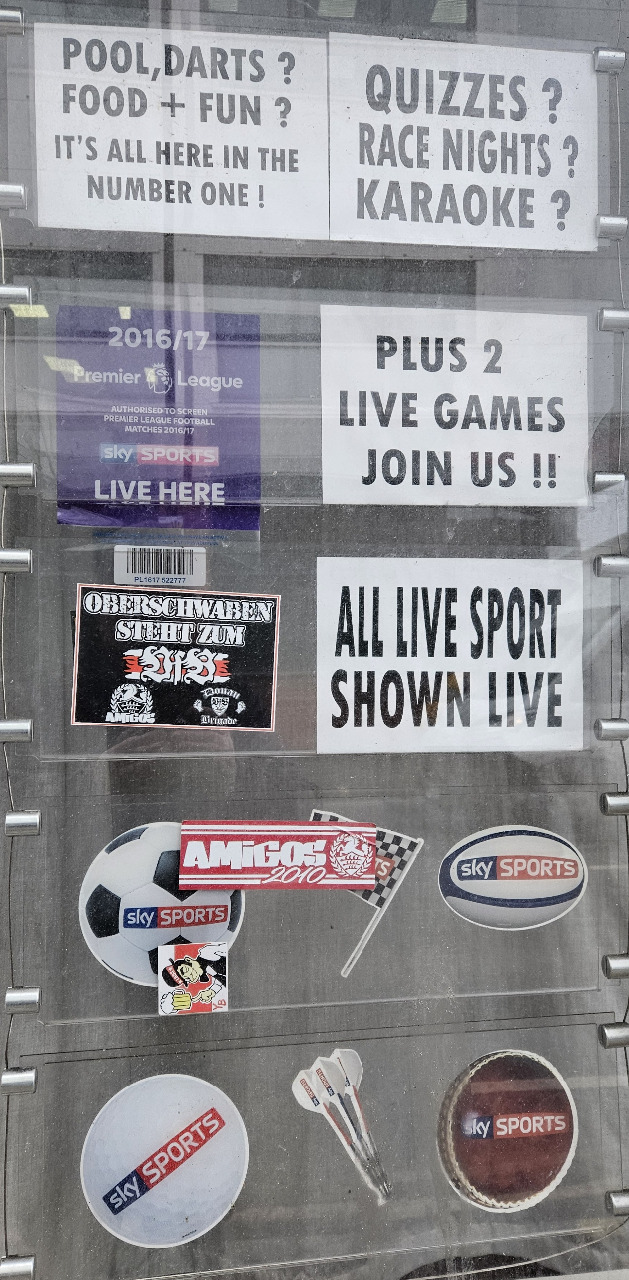 POOL,DARTS ?
FOOD + FUN ?
IT'S ALL HERE IN THE
NUMBER ONE !
QUIZZES ?
RACE NIGHTS ?
KARAOKE ?
2016/17
Premier League
AUTHORISED TO SCREEN
PREMIER LEAGUE FOOTBALL
MATCHES 2016/17
sky SPORTS
LIVE HERE
PL1617 522777
PLUS 2
LIVE GAMES
JOIN US !!
OBERSCHWABEN
STEHT ZUM
VfB
AMIGOS
Donau
Brigade
ALL LIVE SPORT
SHOWN LIVE
AMiGOS
2010
sky SPORTS
sky SPORTS
YB
sky SPORTS
sky SPORTS